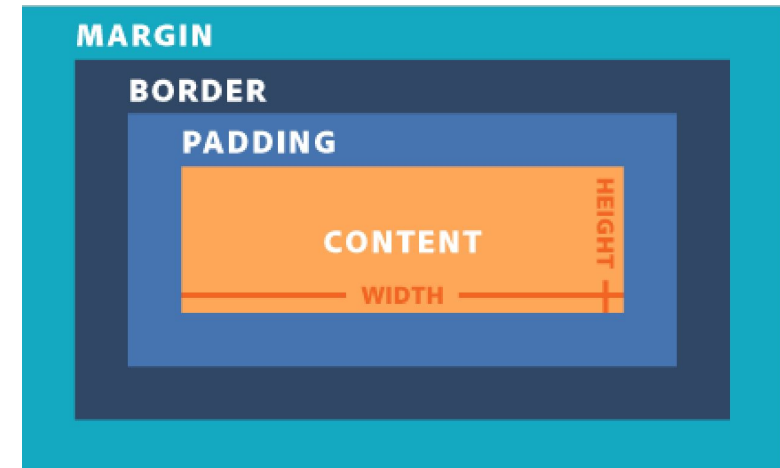 MARGIN
BORDER
PADDING
HEIGHT
CONTENT
WIDTH